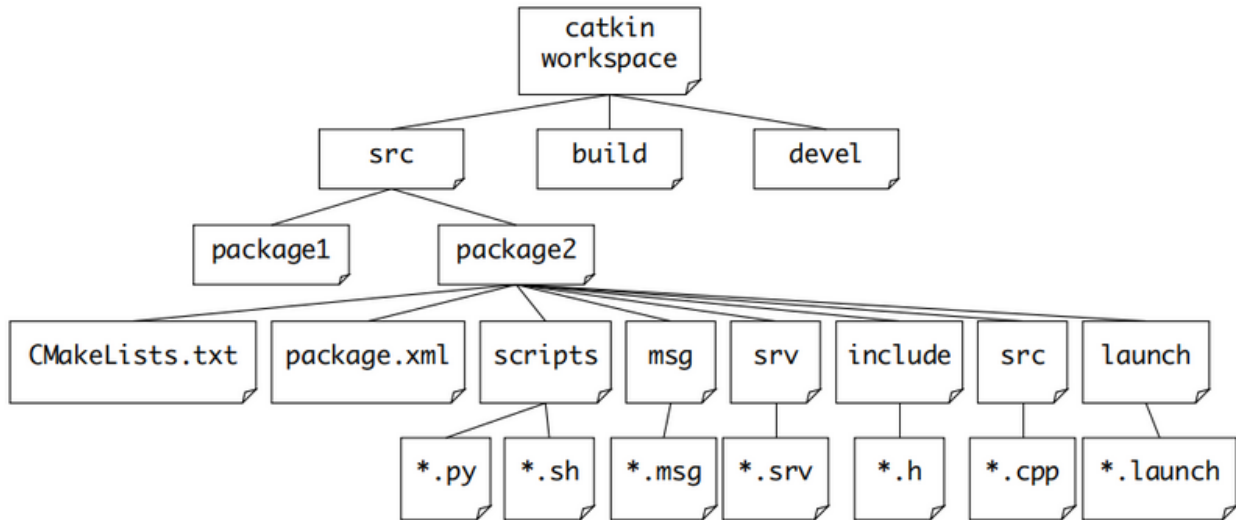 catkin
workspace
src
build
devel
package1
package2
CMakeLists.txt
package.xml
scripts
msg
srv
include
src
launch
*.py
*.sh
*.msg
*.srv
*.h
*.cpp
*.launch